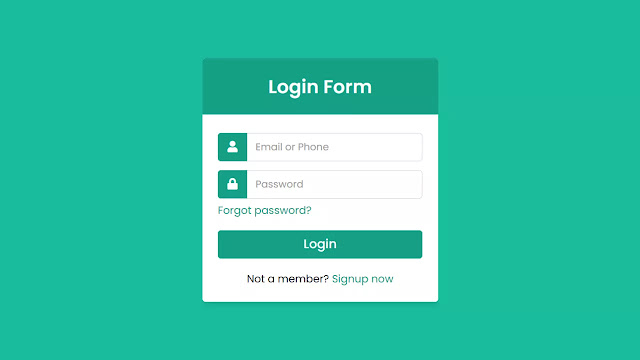 Login Form
Email or Phone
Password
Forgot password?
Login
Not a member? Signup now